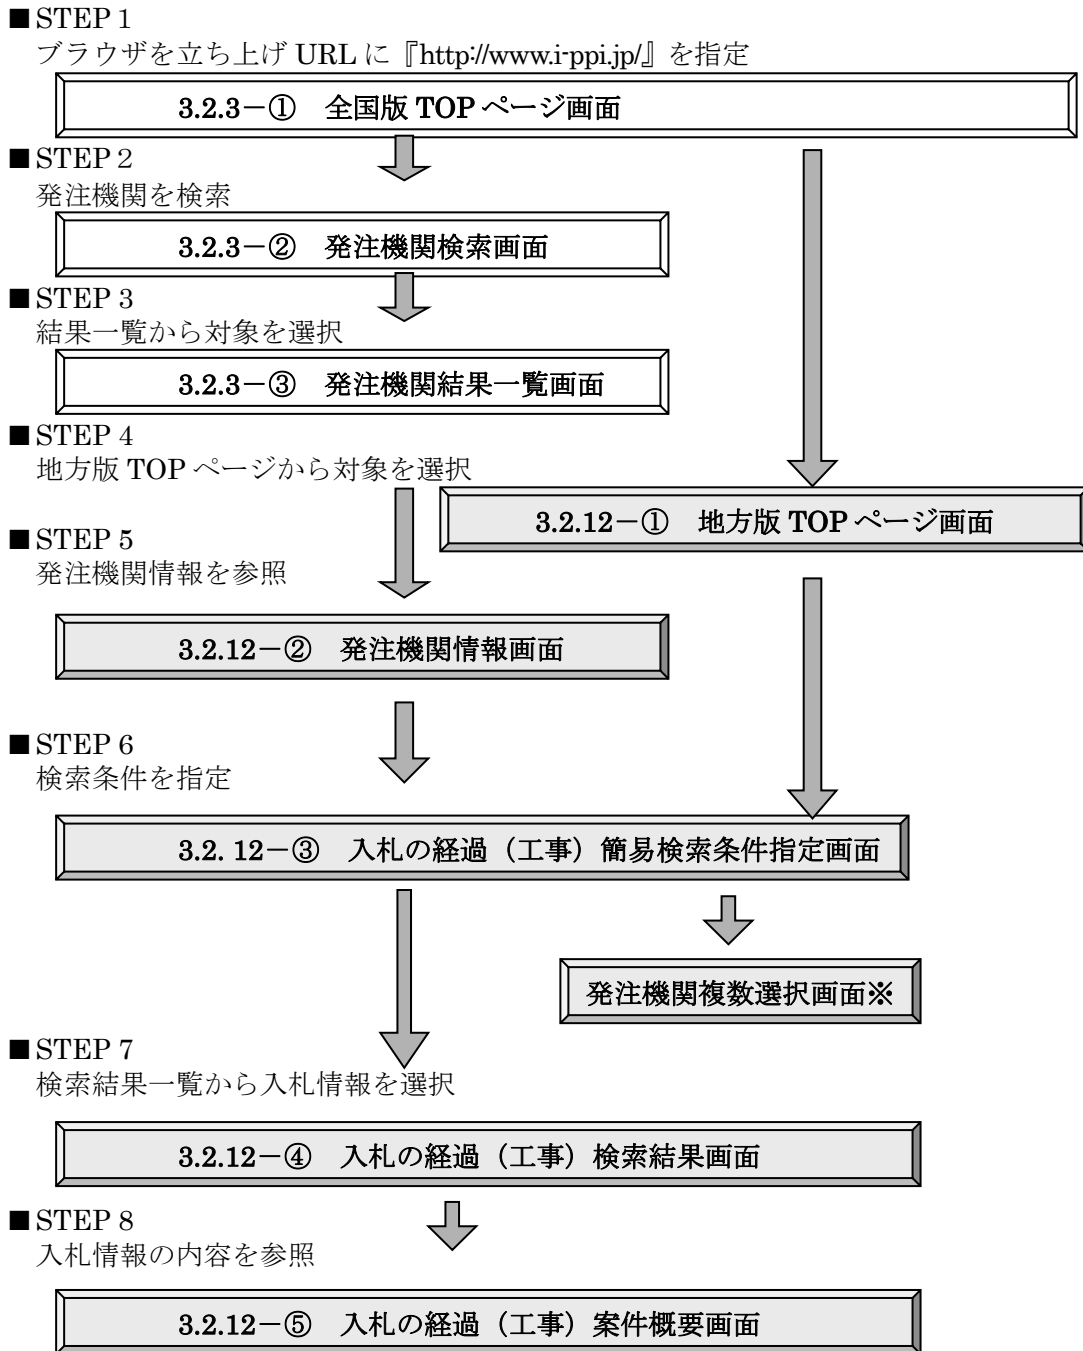 ■STEP１
ブラウザを立ち上げ URL に『http://www.i-ppi.jp/』を指定
3.2.3－① 全国版 TOP ページ画面
■STEP２
発注機関を検索
3.2.3－② 発注機関検索画面
■STEP 3
結果一覧から対象を選択
3.2.3－③ 発注機関結果一覧画面
■STEP 4
地方版 TOP ページから対象を選択
3.2.12－① 地方版 TOP ページ画面
■STEP 5
発注機関情報を参照
3.2.12－② 発注機関情報画面
■STEP 6
検索条件を指定
3.2. 12－③ 入札の経過（工事）簡易検索条件指定画面
発注機関複数選択画面※
■STEP 7
検索結果一覧から入札情報を選択
3.2.12－④ 入札の経過（工事）検索結果画面
■STEP 8
入札情報の内容を参照
3.2.12－⑤ 入札の経過（工事）案件概要画面